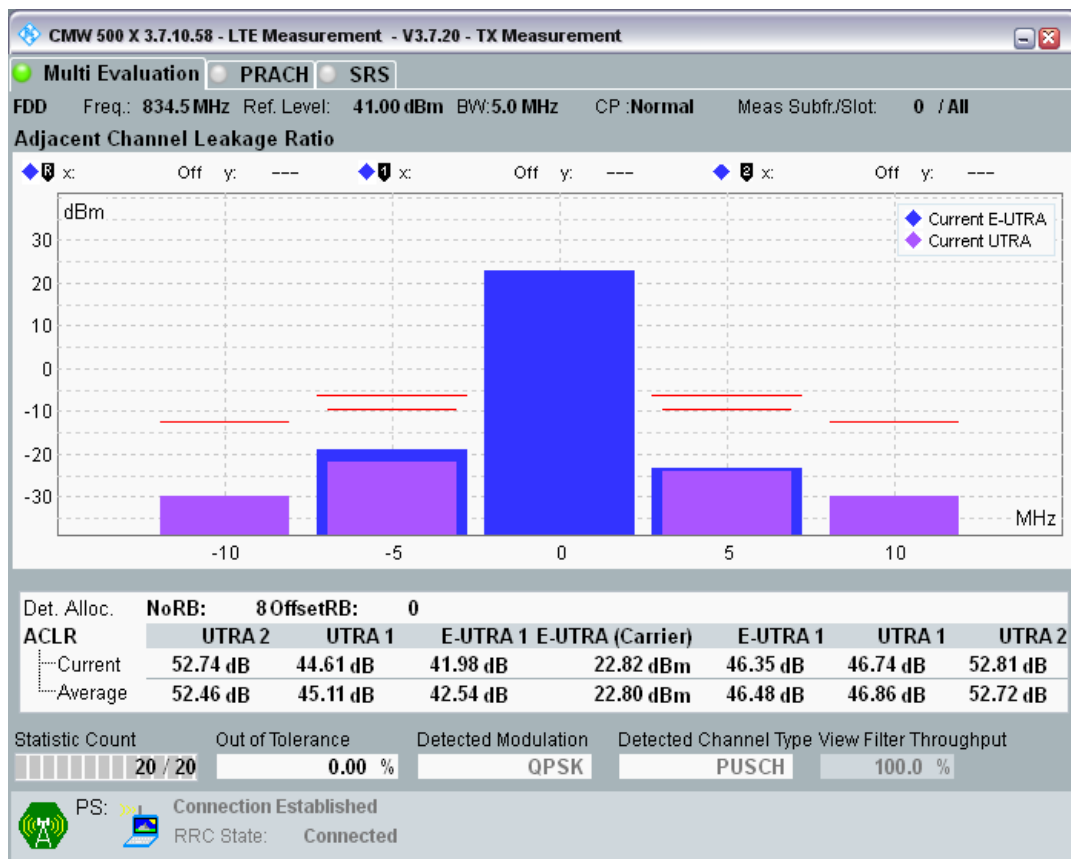 CMW 500 X 3.7.10.58 - LTE Measurement - V3.7.20 - TX Measurement
Multi Evaluation PRACH SRS
FDD Freq.: 834.5 MHz Ref. Level: 41.00 dBm BW:5.0 MHz CP :Normal Meas Subfr./Slot: 0 / All
Adjacent Channel Leakage Ratio
R x: Off y: --- 1 x: Off y: --- 2 x: Off y: ---
dBm
Current E-UTRA
Current UTRA
30
20
10
0
-10
-20
-30
MHz
-10 -5 0 5 10
Det. Alloc. NoRB: 8 OffsetRB: 0
ACLR UTRA 2 UTRA 1 E-UTRA 1 E-UTRA (Carrier) E-UTRA 1 UTRA 1 UTRA 2
Current 52.74 dB 44.61 dB 41.98 dB 22.82 dBm 46.35 dB 46.74 dB 52.81 dB
Average 52.46 dB 45.11 dB 42.54 dB 22.80 dBm 46.48 dB 46.86 dB 52.72 dB
Statistic Count Out of Tolerance Detected Modulation Detected Channel Type View Filter Throughput
20 / 20 0.00 % QPSK PUSCH 100.0 %
PS: Connection Established
RRC State: Connected